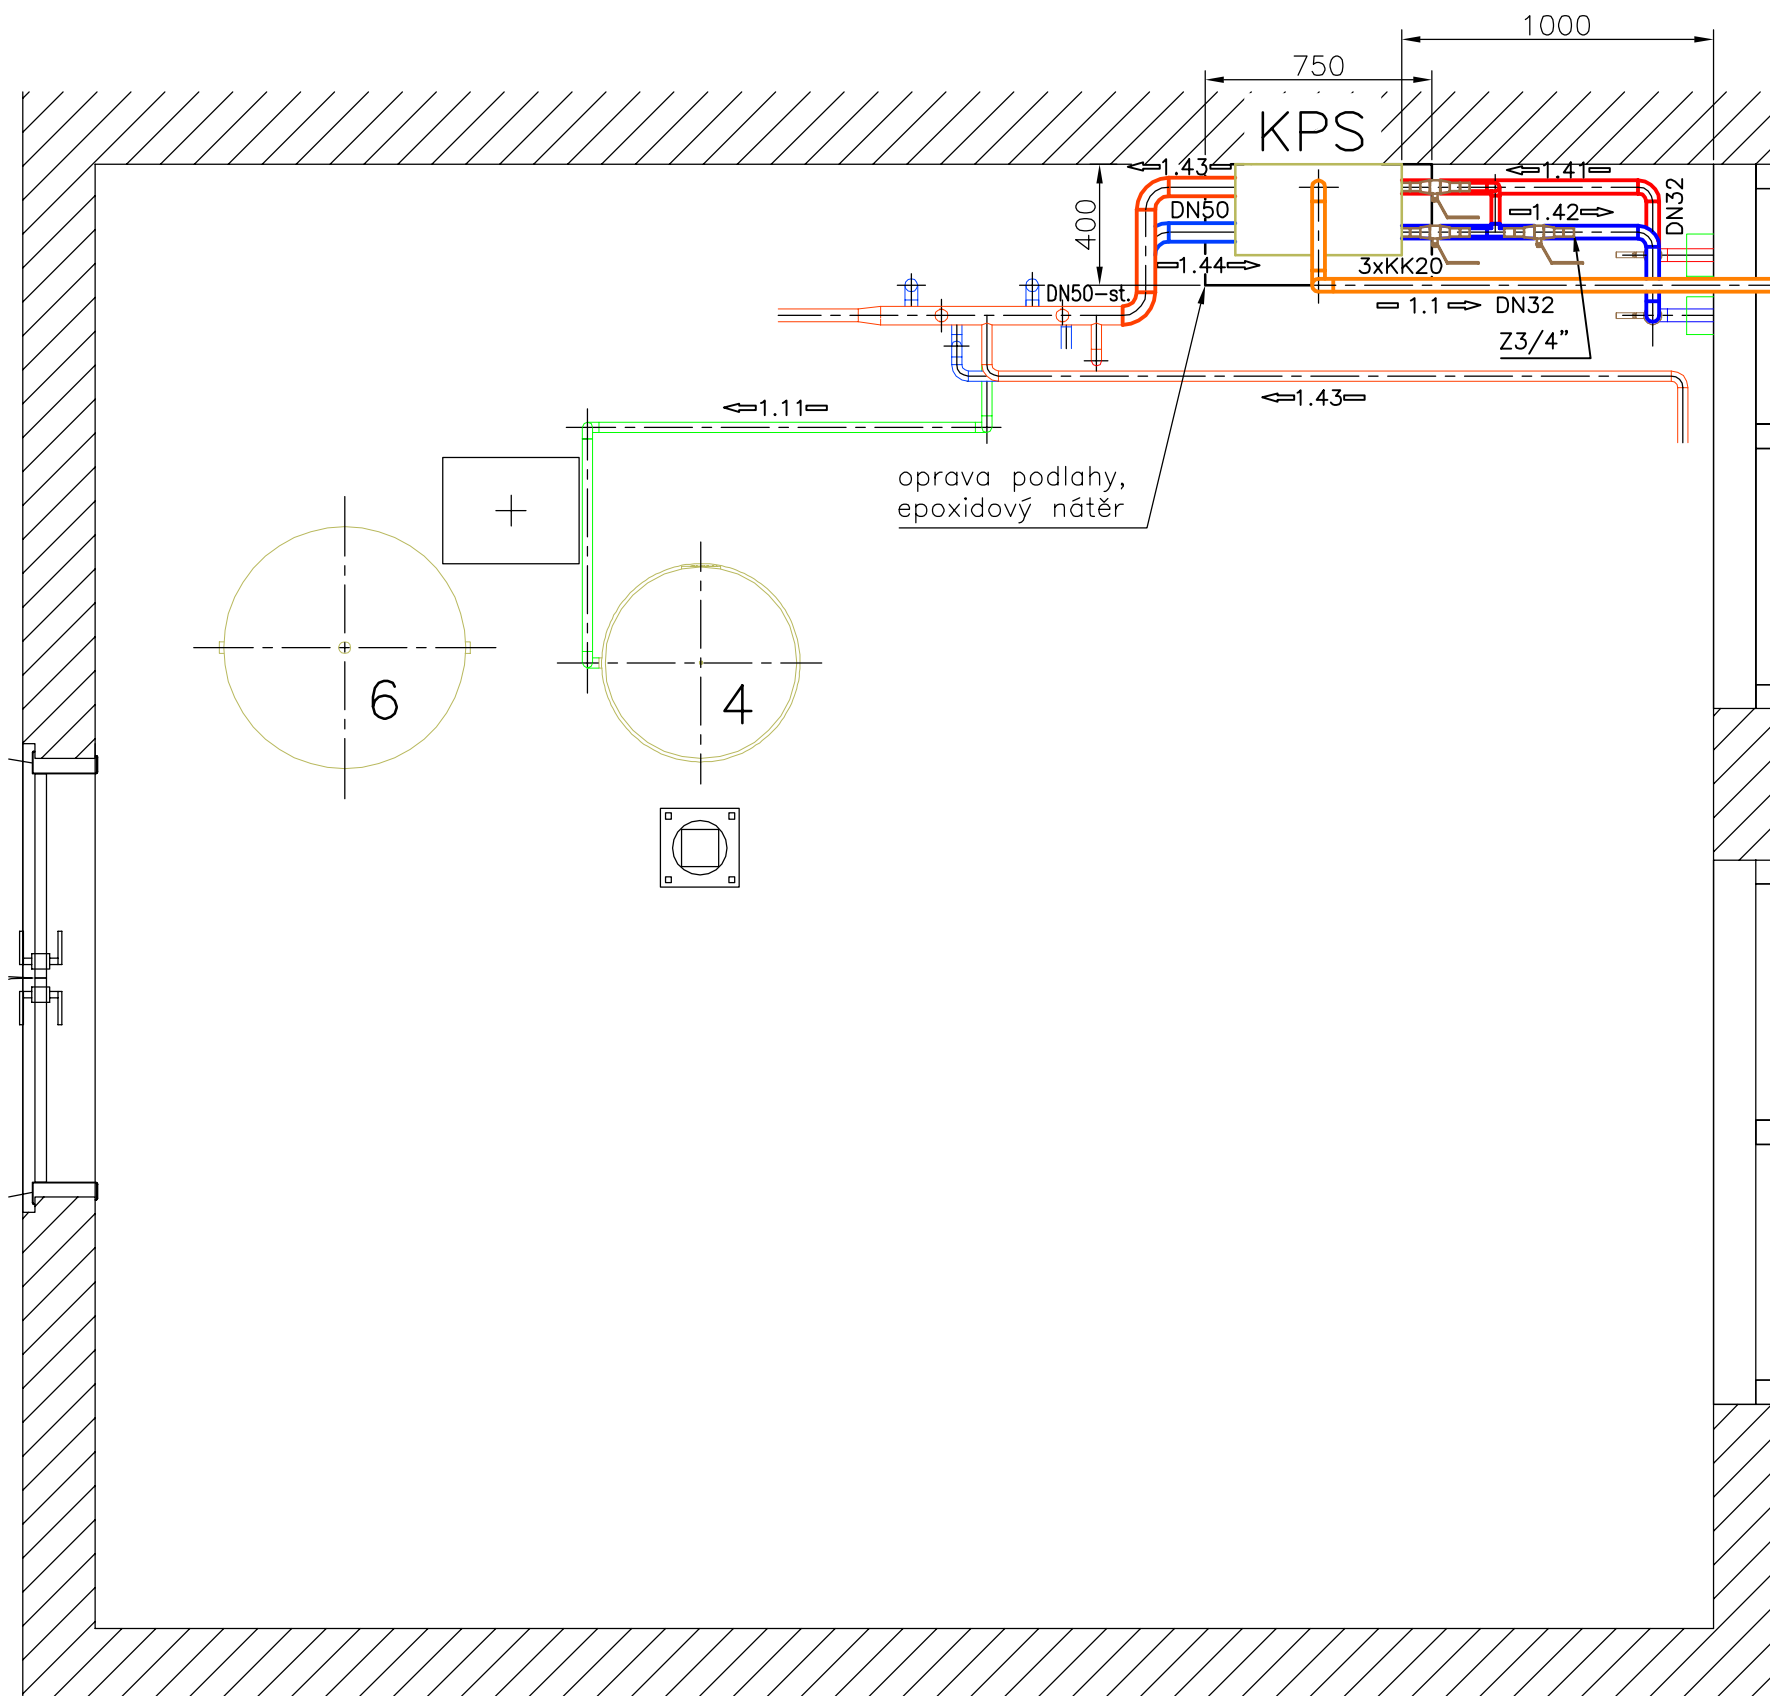 1000
750
KPS
1.43
1.41
DN32
DN50
1.42
400
1.44
3xKK20
DN50-st.
1.1
DN32
Z3/4"
1.43
1.11
oprava podlahy,
epoxidový nátěr
6
4